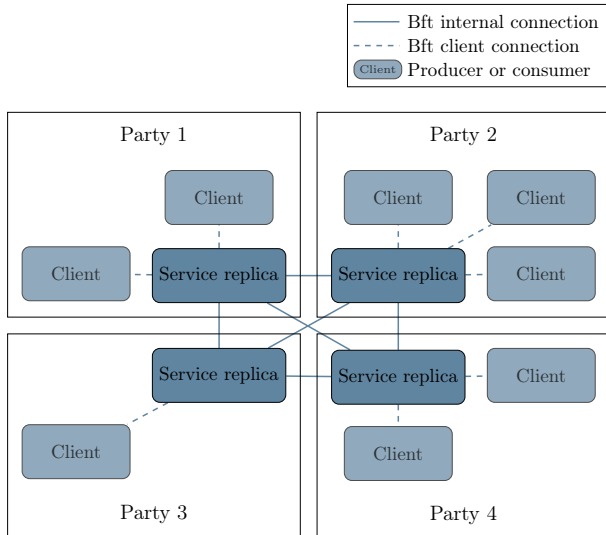 Bft internal connection
Bft client connection
Client Producer or consumer
Party 1
Client
Client
Service replica
Party 2
Client
Client
Service replica
Client
Service replica
Client
Party 3
Service replica
Client
Client
Party 4